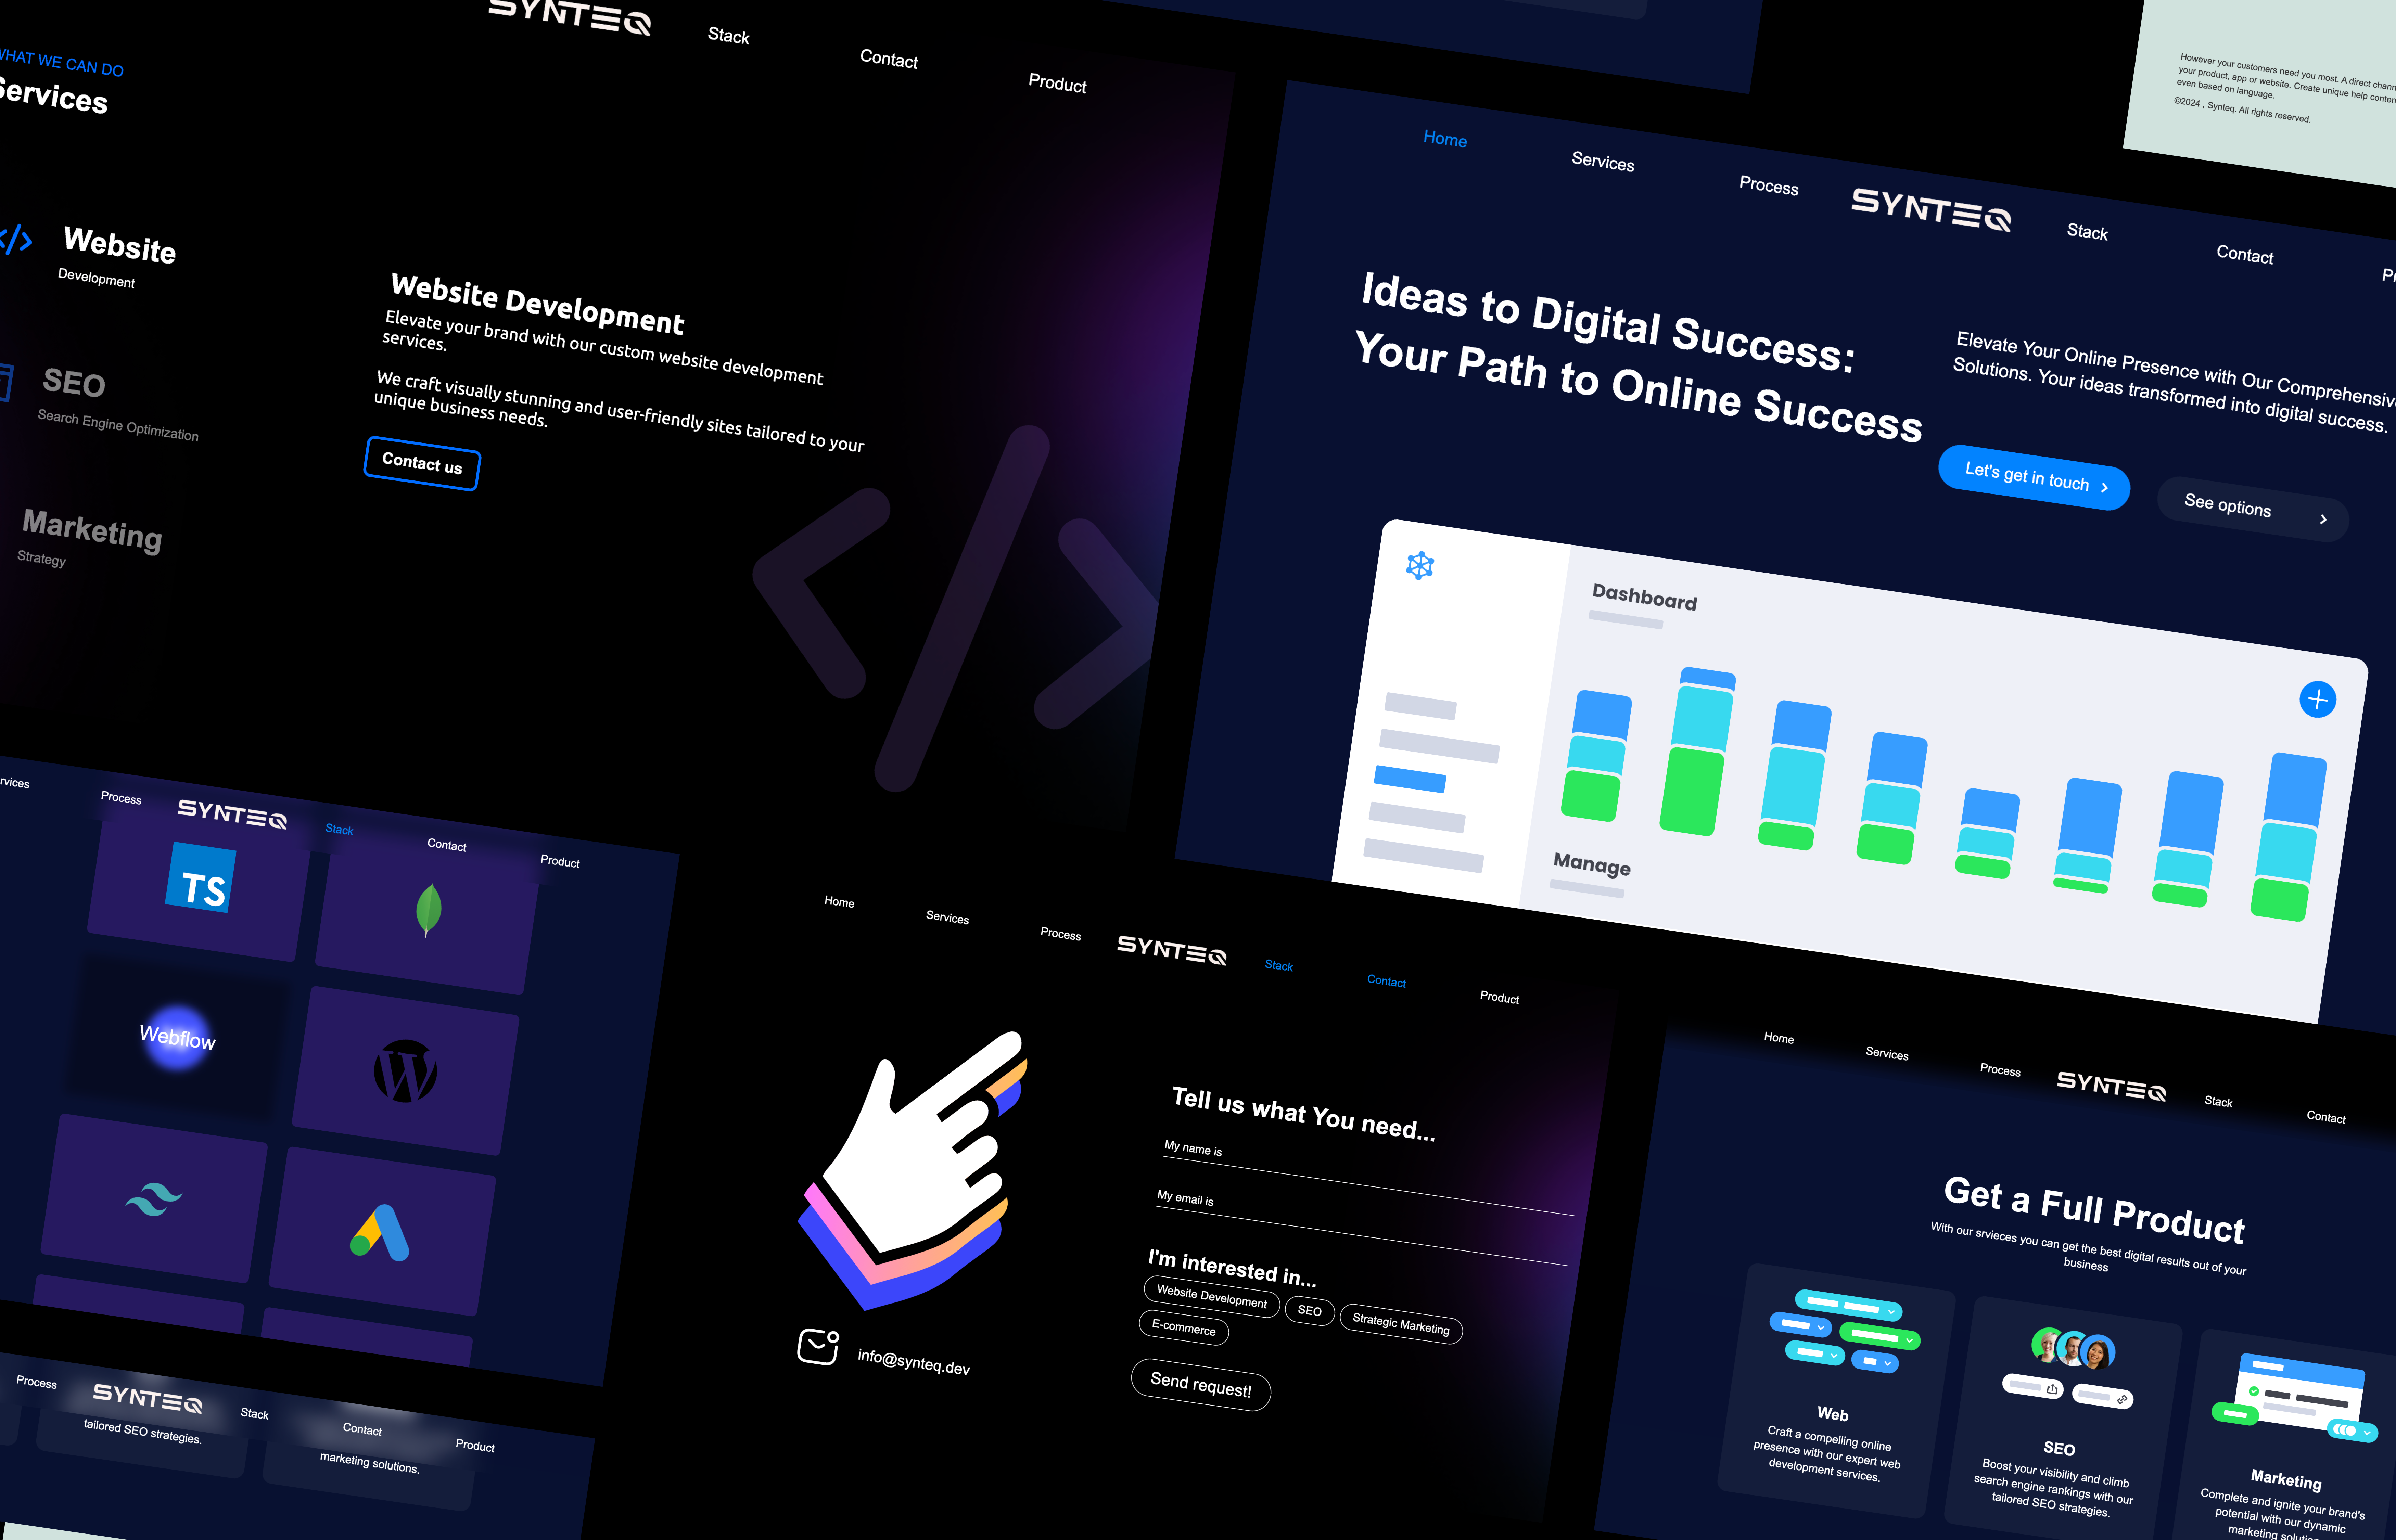 SYNTEQ
Stack
Contact
Product
WHAT WE CAN DO
Services
Website
Development
SEO
Search Engine Optimization
Marketing
Strategy
Website Development
Elevate your brand with our custom website development
services.
We craft visually stunning and user-friendly sites tailored to your
unique business needs.
Contact us
However your customers need you most. A direct
your product, app or website. Create unique help
even based on language.
©2024 , Synteq. All rights reserved.
Home
Services
Process
SYNTEQ
Stack
Contact
Ideas to Digital Success:
Your Path to Online Success
Elevate Your Online Presence with Our Comprehensive
Solutions. Your ideas transformed into digital success.
Let's get in touch
See options
Dashboard
Manage
Process
SYNTEQ
Stack
Contact
Product
TS
Webflow
Home
Services
Process
SYNTEQ
Stack
Contact
Product
Tell us what You need...
My name is
My email is
I'm interested in...
Website Development
SEO
Strategic Marketing
E-commerce
Send request!
info@synteq.dev
Home
Services
Process
SYNTEQ
Stack
Contact
Get a Full Product
With our srvieces you can get the best digital results out of your
business
Web
Craft a compelling online
presence with our expert web
development services.
SEO
Boost your visibility and climb
search engine rankings with our
tailored SEO strategies.
Marketing
Complete and ignite your brand's
potential with our dynamic
marketing
Process
SYNTEQ
Stack
Contact
Product
tailored SEO strategies.
marketing solutions.